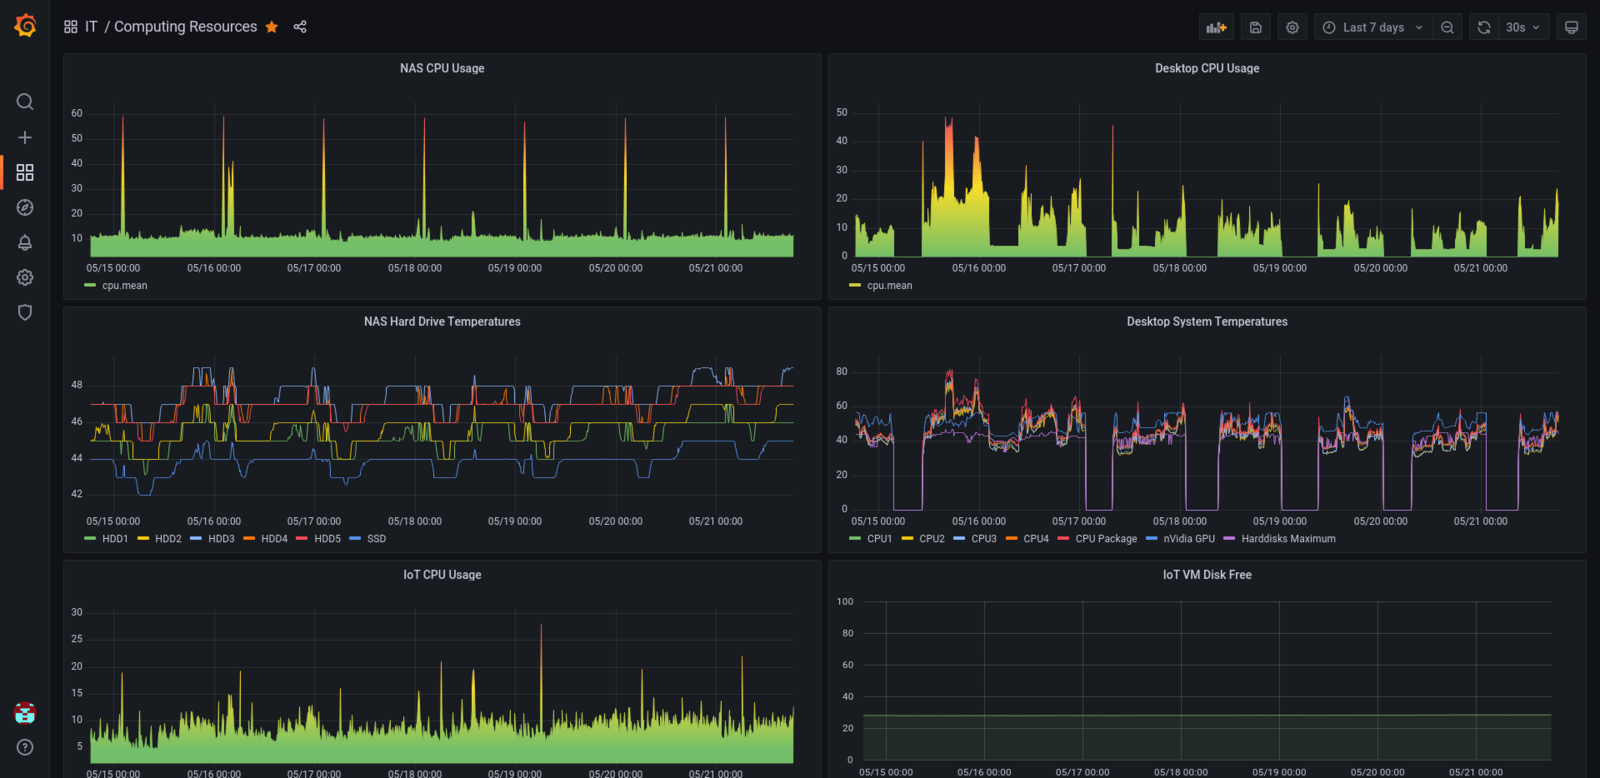 IT / Computing Resources
Last 7 days
30s
NAS CPU Usage
60
50
40
30
20
10
05/15 00:00 05/16 00:00 05/17 00:00 05/18 00:00 05/19 00:00 05/20 00:00 05/21 00:00
cpu.mean
Desktop CPU Usage
50
40
30
20
10
0
05/15 00:00 05/16 00:00 05/17 00:00 05/18 00:00 05/19 00:00 05/20 00:00 05/21 00:00
cpu.mean
NAS Hard Drive Temperatures
48
46
44
42
05/15 00:00 05/16 00:00 05/17 00:00 05/18 00:00 05/19 00:00 05/20 00:00 05/21 00:00
HDD1 HDD2 HDD3 HDD4 HDD5 SSD
Desktop System Temperatures
80
60
40
20
0
05/15 00:00 05/16 00:00 05/17 00:00 05/18 00:00 05/19 00:00 05/20 00:00 05/21 00:00
CPU1 CPU2 CPU3 CPU4 CPU Package nVidia GPU Harddisks Maximum
IoT CPU Usage
30
25
20
15
10
5
05/15 00:00 05/16 00:00 05/17 00:00 05/18 00:00 05/19 00:00 05/20 00:00 05/21 00:00
IoT VM Disk Free
100
80
60
40
20
0
05/15 00:00 05/16 00:00 05/17 00:00 05/18 00:00 05/19 00:00 05/20 00:00 05/21 00:00